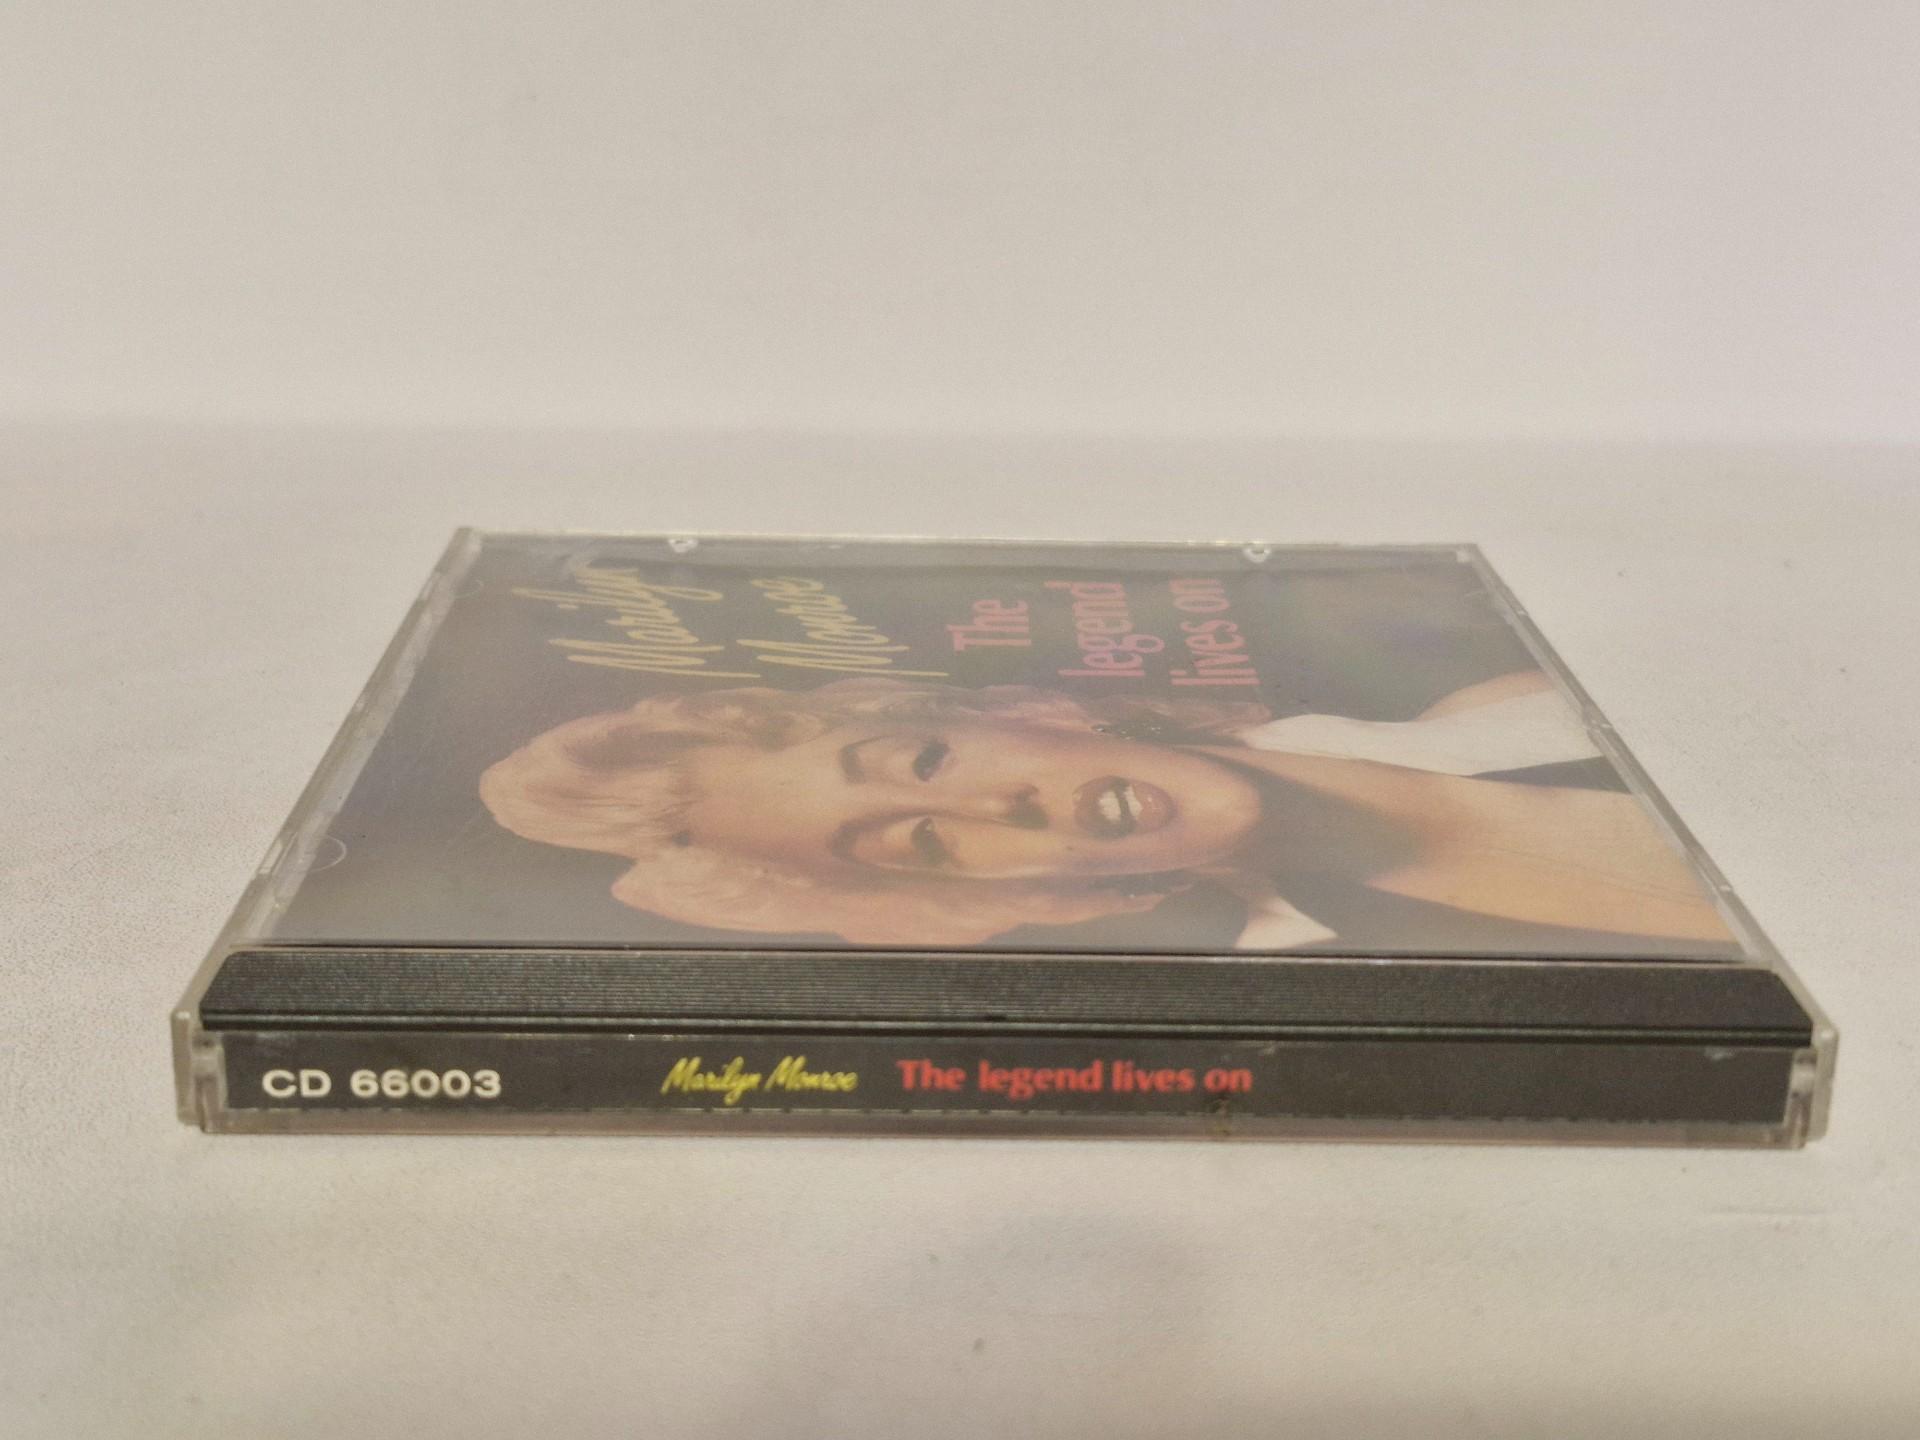 Marilyn
Monroe
The
legend
lives on
CD 66003 Marilyn Monroe The legend lives on